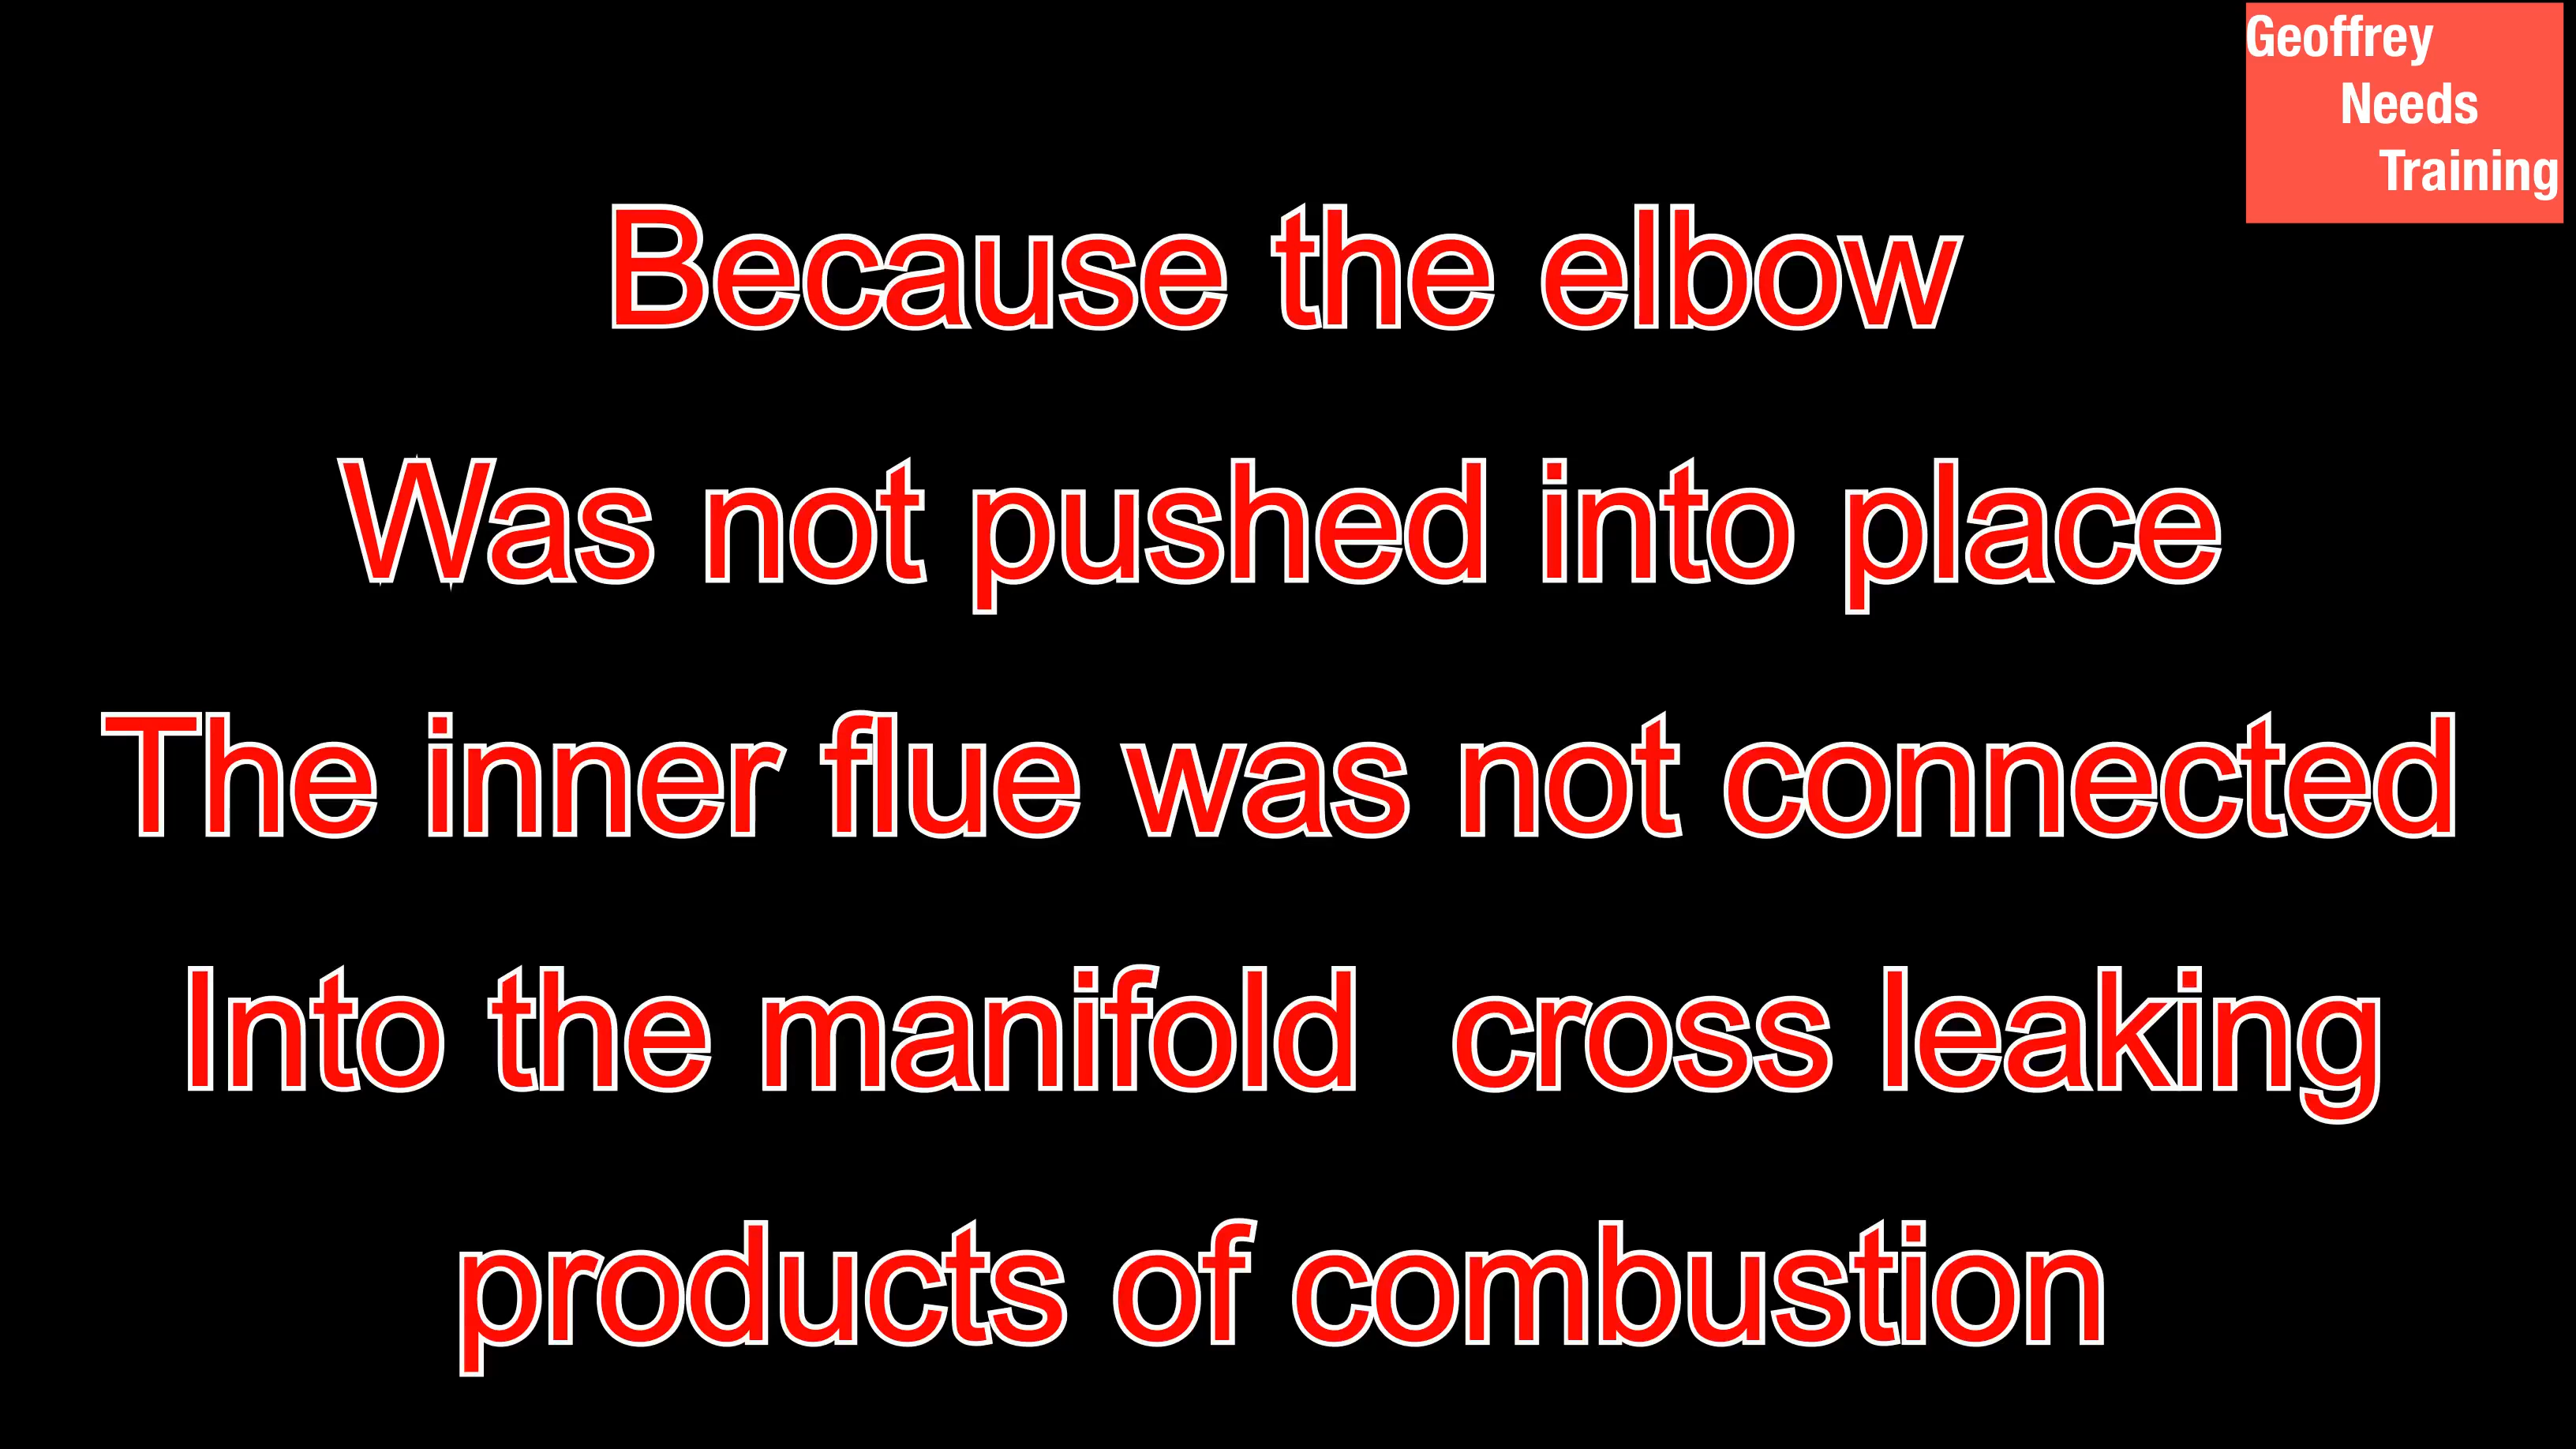 Geoffrey
Needs
Training
Because the elbow
Was not pushed into place
The inner flue was not connected
Into the manifold  cross leaking
products of combustion